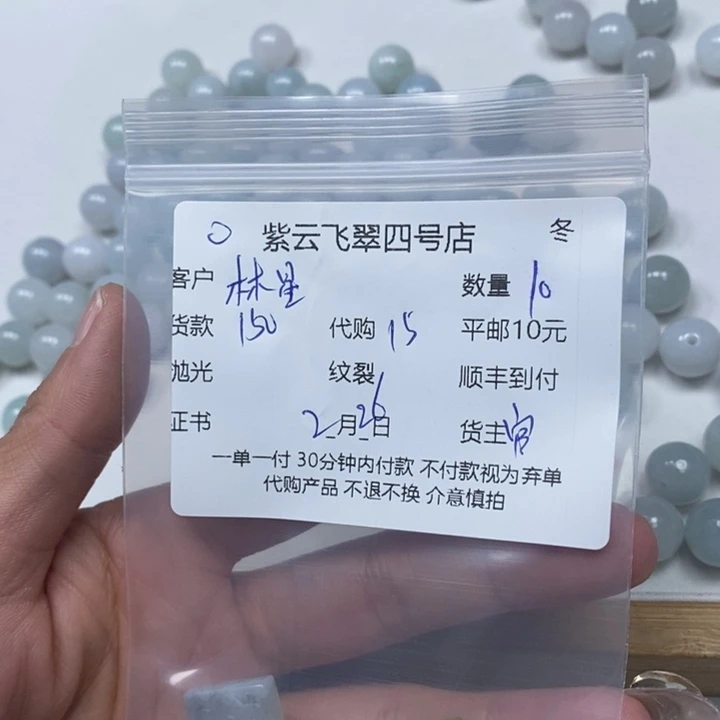 紫云飞翠四号店 冬
客户 林里 数量 10
货款 150 代购 15 平邮10元
抛光 纹裂 顺丰到付
证书 2月26日 货主 官
一单一付 30分钟内付款 不付款视为弃单
代购产品 不退不换 介意慎拍